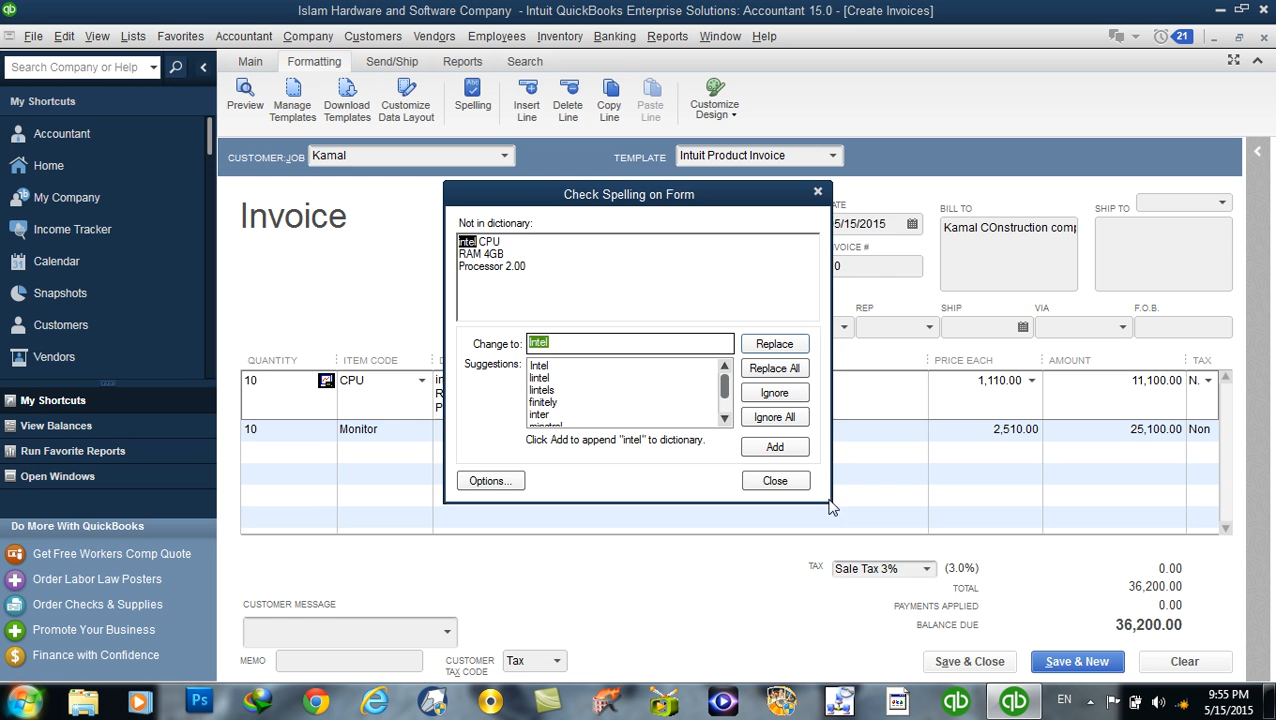 Islam Hardware and Software Company - Intuit QuickBooks Enterprise Solutions: Accountant 15.0 - [Create Invoices]
File Edit View Lists Favorites Accountant Company Customers Vendors Employees Inventory Banking Reports Window Help 21
Search Company or Help
My Shortcuts
Accountant
Home
My Company
Income Tracker
Calendar
31
Snapshots
Customers
Vendors
My Shortcuts
View Balances
Run Favorite Reports
Open Windows
Do More With QuickBooks
Get Free Workers Comp Quote
Order Labor Law Posters
Order Checks & Supplies
Promote Your Business
Finance with Confidence
Main Formatting Send/Ship Reports Search
Preview
Manage Templates
Download Templates
Customize Data Layout
Abc
Spelling
Insert Line
Delete Line
Copy Line
Paste Line
Customize Design
CUSTOMER:JOB Kamal
TEMPLATE Intuit Product Invoice
Invoice
5/15/2015
BILL TO
Kamal COnstruction comp
SHIP TO
REP SHIP VIA F.O.B.
QUANTITY ITEM CODE PRICE EACH AMOUNT TAX
10 CPU 1,110.00 11,100.00 N.
10 Monitor 2,510.00 25,100.00 Non
Check Spelling on Form
Not in dictionary:
intel CPU
RAM 4GB
Processor 2.00
Change to: Intel
Replace
Suggestions:
Intel
lintel
lintels
finitely
inter
Replace All
Ignore
Ignore All
Click Add to append "intel" to dictionary.
Add
Options...
Close
TAX Sale Tax 3% (3.0%) 0.00
TOTAL 36,200.00
PAYMENTS APPLIED 0.00
BALANCE DUE 36,200.00
CUSTOMER MESSAGE
MEMO
CUSTOMER TAX CODE Tax
Save & Close Save & New Clear
Ps
EN
9:55 PM
5/15/2015